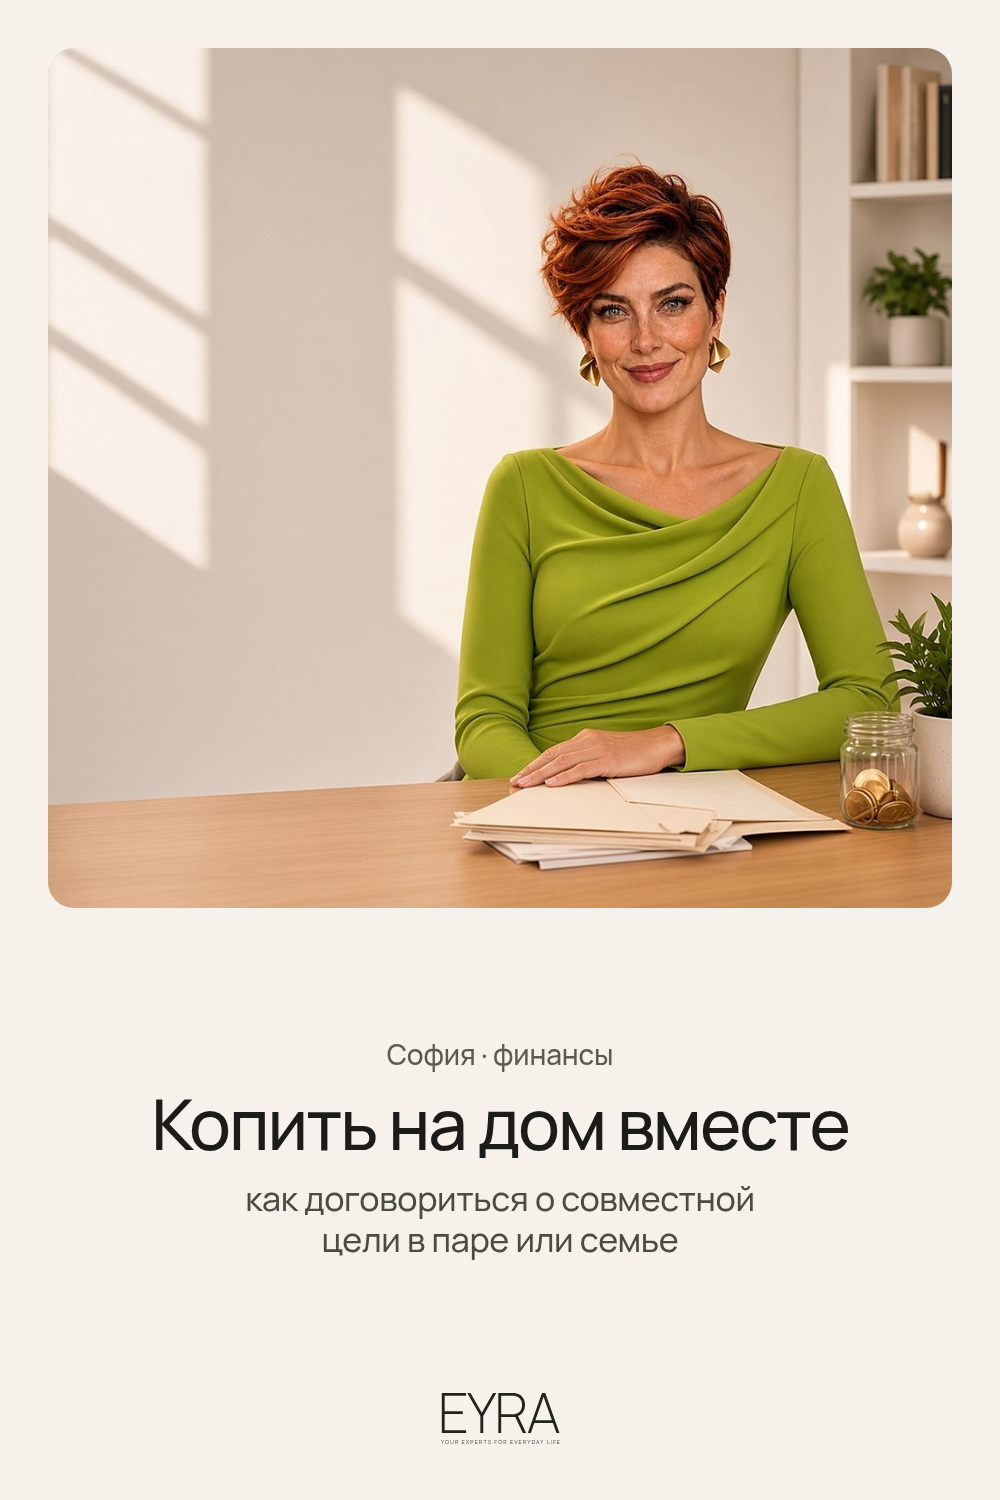 София · финансы
Копить на дом вместе
как договориться о совместной
цели в паре или семье
EYRA
YOUR EXPERTS FOR EVERYDAY LIFE